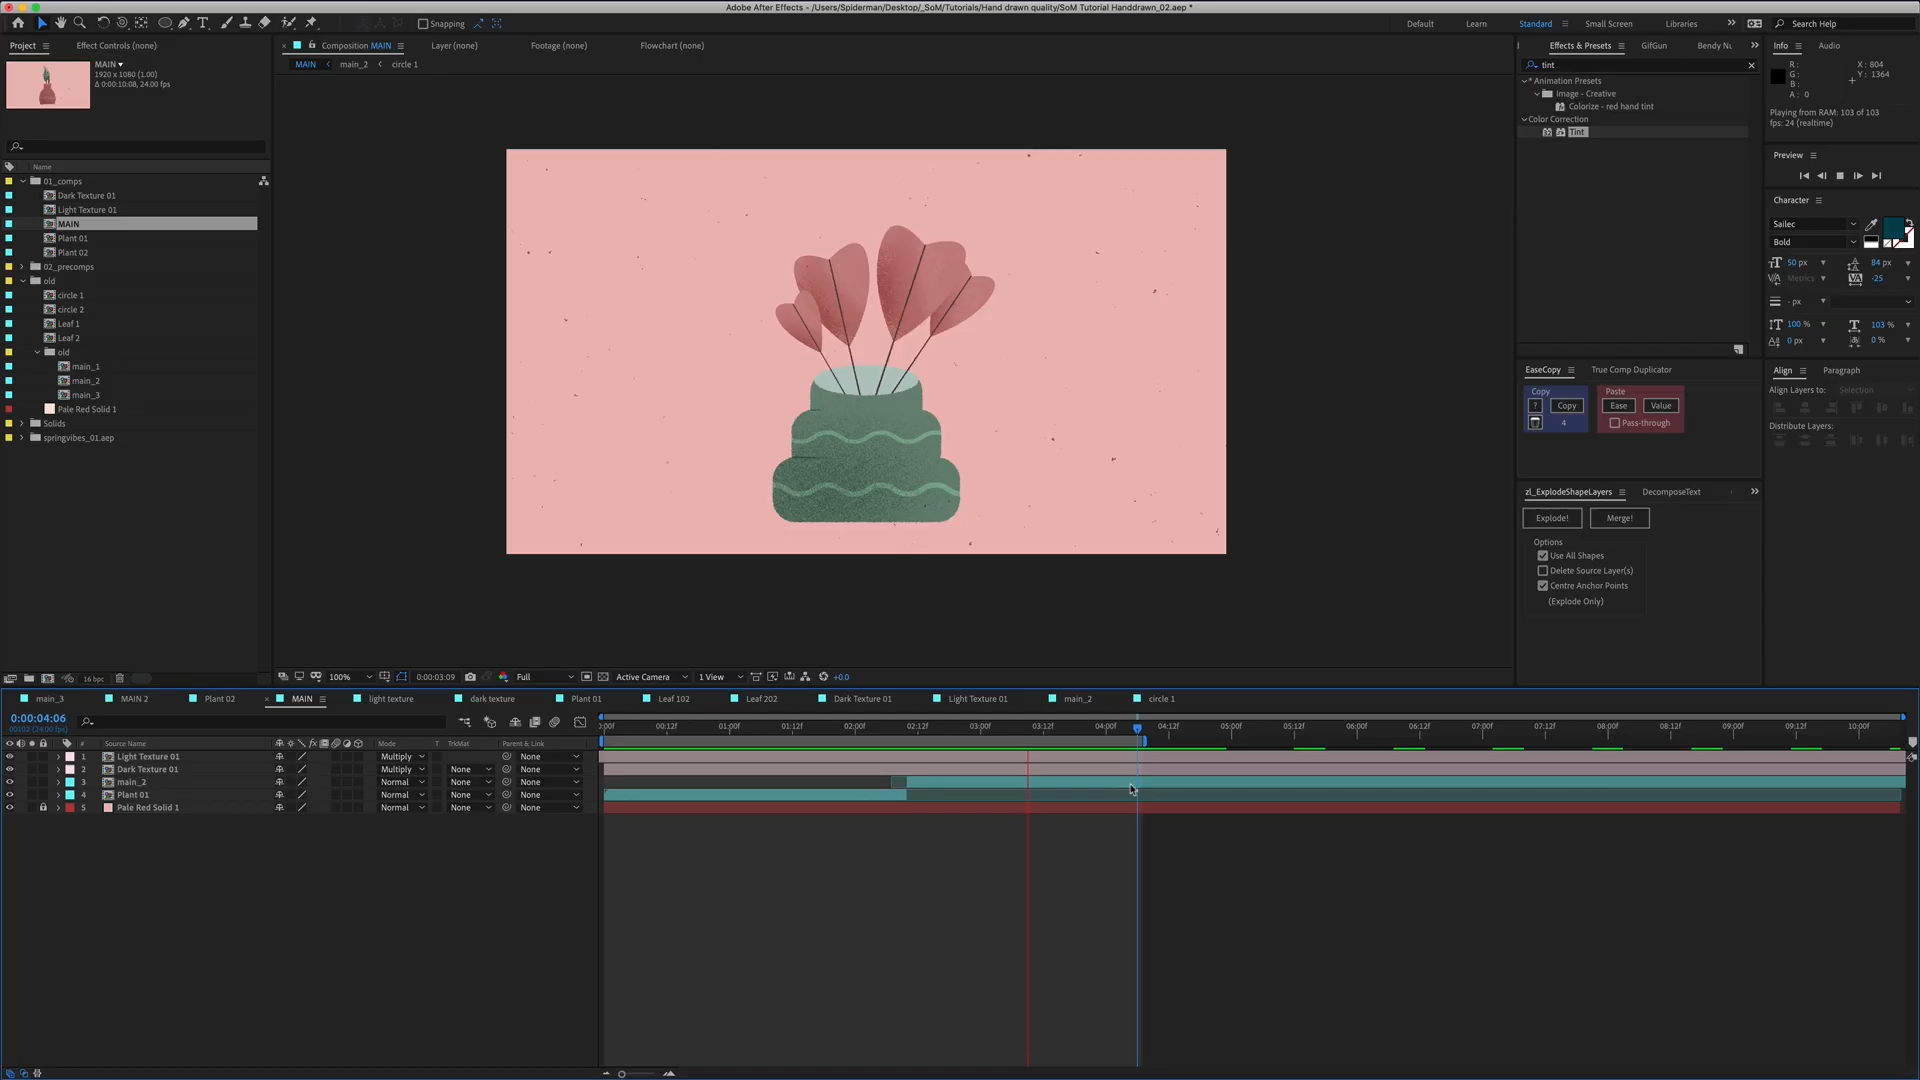 Adobe After Effects - /Users/Spiderman/Desktop/_SoM/Tutorials/Hand drawn quality/SoM Tutorial Handdrawn_02.aep *
Snapping
Default
Learn
Standard
Small Screen
Libraries
Search Help
Project
Effect Controls (none)
Composition MAIN
Layer (none)
Footage (none)
Flowchart (none)
MAIN
main_2
circle 1
MAIN
1920 x 1080 (1.00)
Δ 0:00:10:08, 24.00 fps
Name
01_comps
Dark Texture 01
Light Texture 01
MAIN
Plant 01
Plant 02
02_precomps
old
circle 1
circle 2
Leaf 1
Leaf 2
old
main_1
main_2
main_3
Pale Red Solid 1
Solids
springvibes_01.aep
16 bpc
100%
0:00:03:09
Full
Active Camera
1 View
+0.0
Effects & Presets
GifGun
Bendy Nu
tint
* Animation Presets
Image - Creative
Colorize - red hand tint
Color Correction
Tint
EaseCopy
True Comp Duplicator
Copy
Paste
?
Copy
Ease
Value
4
Pass-through
zl_ExplodeShapeLayers
DecomposeText
Explode!
Merge!
Options
Use All Shapes
Delete Source Layer(s)
Centre Anchor Points
(Explode Only)
Info
Audio
R :
G :
B :
A : 0
X : 804
Y : 1364
Playing from RAM: 103 of 103
fps: 24 (realtime)
Preview
Character
Sailec
Bold
50 px
84 px
Metrics
-25
- px
100 %
103 %
0 px
0 %
Align
Paragraph
Align Layers to:
Selection
Distribute Layers:
main_3
MAIN 2
Plant 02
MAIN
light texture
dark texture
Plant 01
Leaf 102
Leaf 202
Dark Texture 01
Light Texture 01
main_2
circle 1
0:00:04:06
00102 (24.00 fps)
:00f
00:12f
01:00f
01:12f
02:00f
02:12f
03:00f
03:12f
04:00f
04:12f
05:00f
05:12f
06:00f
06:12f
07:00f
07:12f
08:00f
08:12f
09:00f
09:12f
10:00f
#
Source Name
Mode
T
TrkMat
Parent & Link
1
Light Texture 01
Multiply
None
2
Dark Texture 01
Multiply
None
None
3
main_2
Normal
None
None
4
Plant 01
Normal
None
None
5
Pale Red Solid 1
Normal
None
None